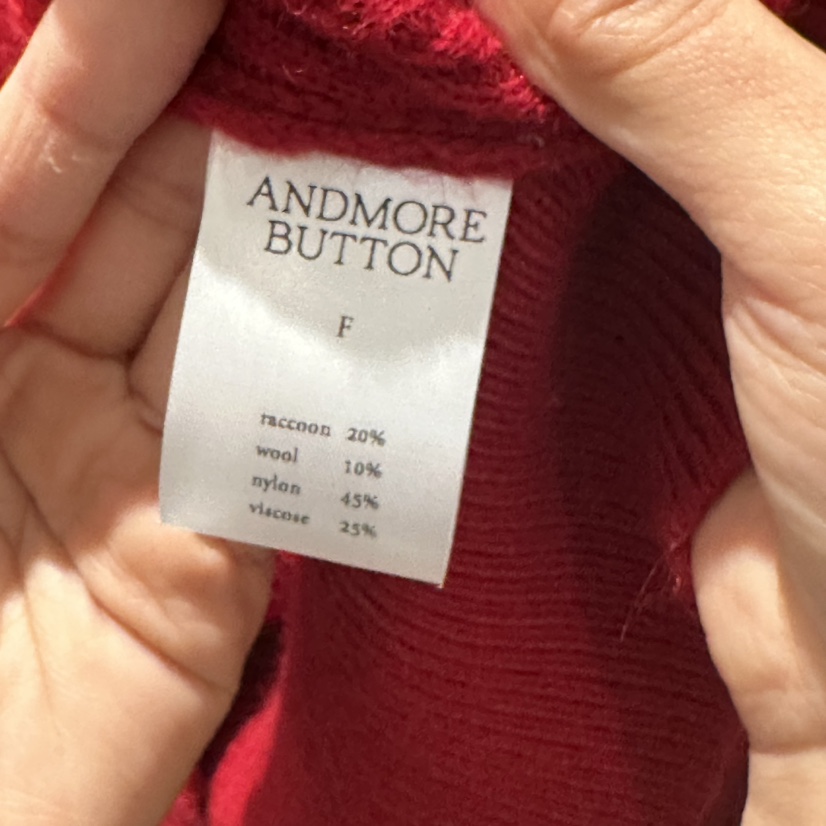 ANDMORE
BUTTON
F
raccoon 20%
wool 10%
nylon 45%
viscose 25%